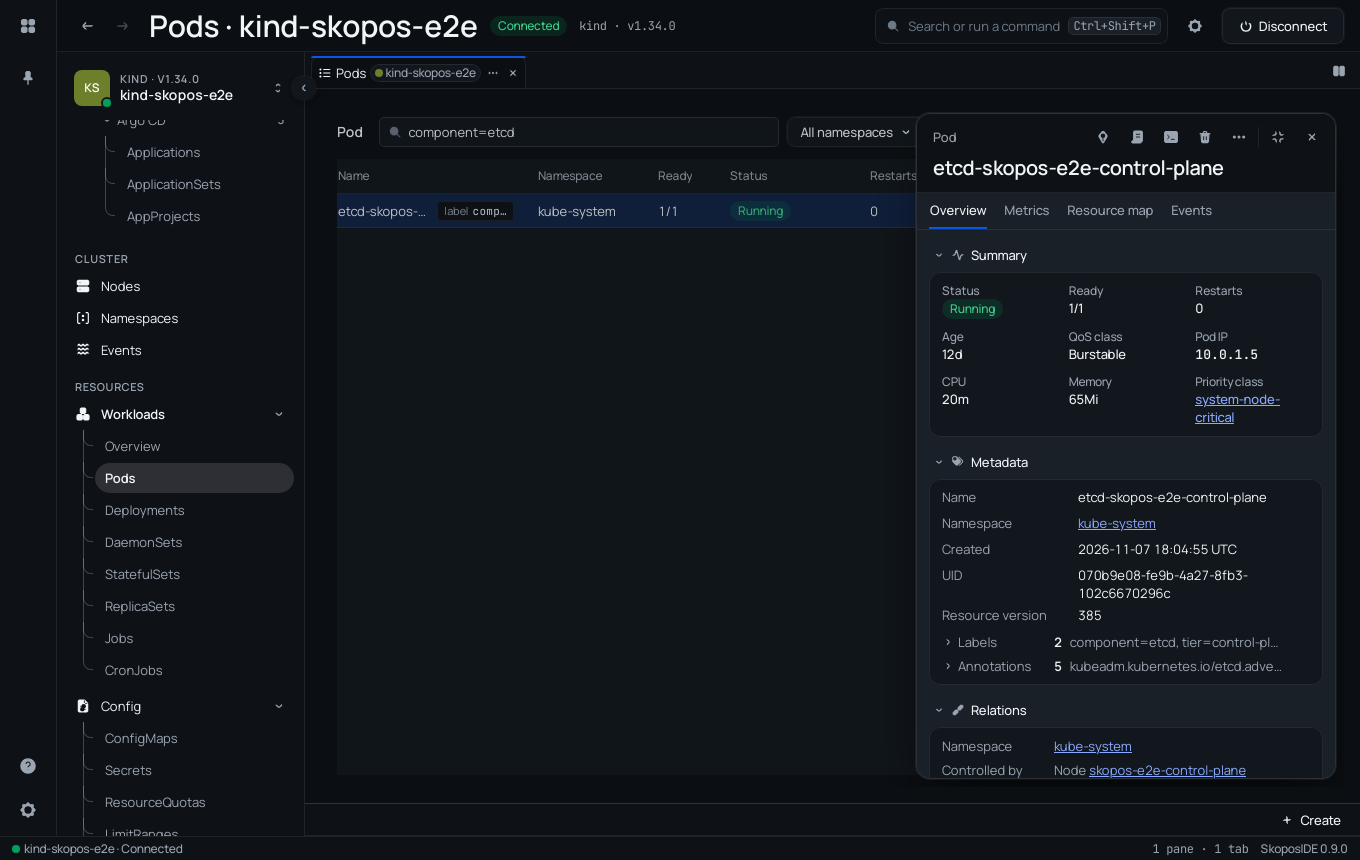 Pods · kind-skopos-e2e Connected kind · v1.34.0 Search or run a command Ctrl+Shift+P Disconnect
KS KIND · V1.34.0
kind-skopos-e2e
Argo CD
Applications
ApplicationSets
AppProjects
CLUSTER
Nodes
Namespaces
Events
RESOURCES
Workloads
Overview
Pods
Deployments
DaemonSets
StatefulSets
ReplicaSets
Jobs
CronJobs
Config
ConfigMaps
Secrets
ResourceQuotas
LimitRanges
Pods kind-skopos-e2e
Pod component=etcd All namespaces
Name Namespace Ready Status Restarts
etcd-skopos-… label comp… kube-system 1/1 Running 0
Pod
etcd-skopos-e2e-control-plane
Overview Metrics Resource map Events
Summary
Status Ready Restarts
Running 1/1 0
Age QoS class Pod IP
12d Burstable 10.0.1.5
CPU Memory Priority class
20m 65Mi system-node-
critical
Metadata
Name etcd-skopos-e2e-control-plane
Namespace kube-system
Created 2026-11-07 18:04:55 UTC
UID 070b9e08-fe9b-4a27-8fb3-
102c6670296c
Resource version 385
Labels 2 component=etcd, tier=control-pl…
Annotations 5 kubeadm.kubernetes.io/etcd.adve…
Relations
Namespace kube-system
Controlled by Node skopos-e2e-control-plane
+ Create
kind-skopos-e2e · Connected 1 pane · 1 tab SkoposIDE 0.9.0